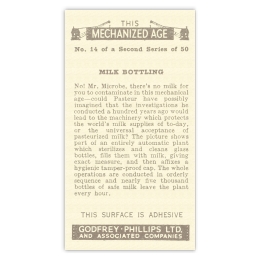 THIS
MECHANIZED AGE
No. 14 of a Second Series of 50
MILK BOTTLING
No! Mr. Microbe, there's no milk for
you to contaminate in this mechanical
age—could Pasteur have possibly
imagined that the investigations he
conducted a hundred years ago would
lead to the machinery which protects
the world's milk supplies of to-day,
or the universal acceptance of
pasteurized milk? The picture shows
part of an entirely automatic plant
which sterilizes and cleans glass
bottles, fills them with milk, giving
exact measure, and then affixes a
hygienic tamper-proof cap. The whole
operations are conducted in orderly
sequence and nearly five thousand
bottles of safe milk leave the plant
every hour.
THIS SURFACE IS ADHESIVE
GODFREY-PHILLIPS LTD.
AND ASSOCIATED COMPANIES